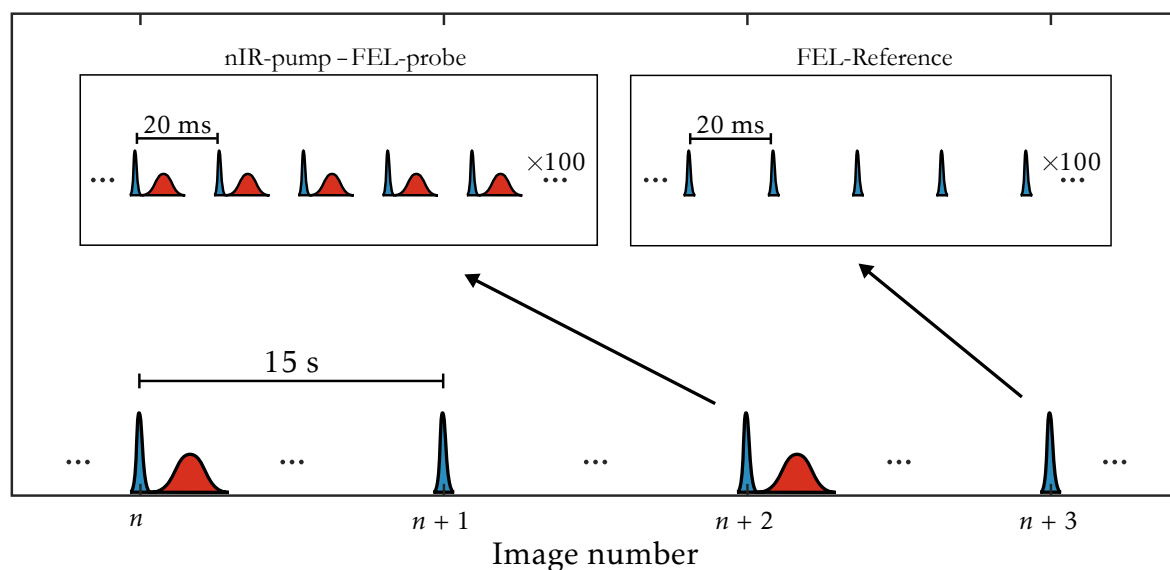 nIR-pump – FEL-probe
FEL-Reference
20 ms
20 ms
... ×100 ...
... ×100 ...
15 s
... ... ... ... ...
n n + 1 n + 2 n + 3
Image number